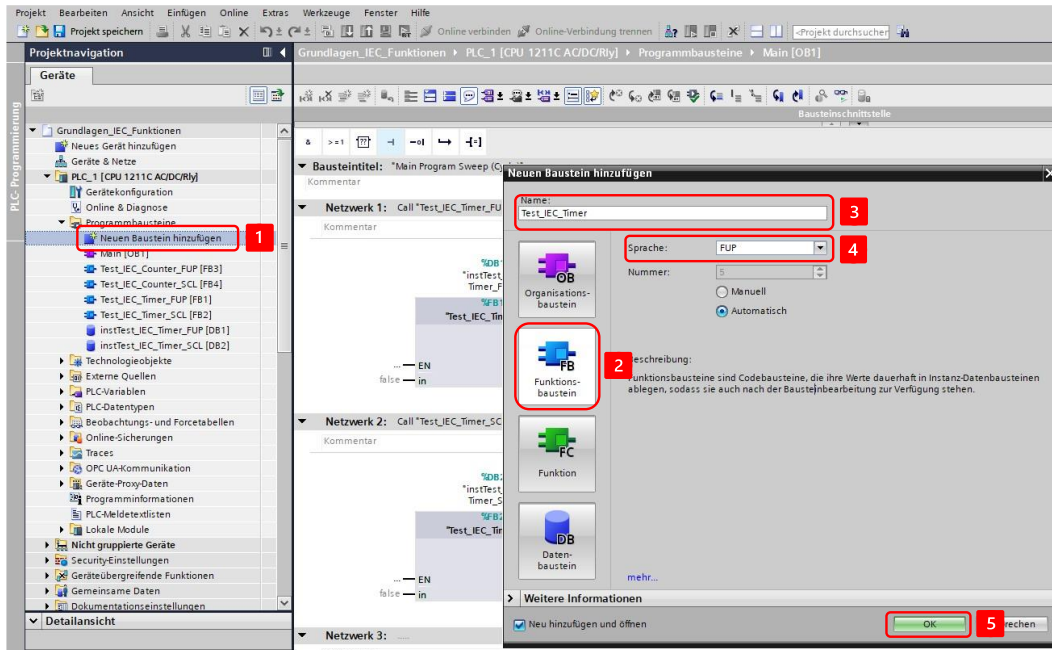 Projekt Bearbeiten Ansicht Einfügen Online Extras Werkzeuge Fenster Hilfe
Projekt speichern Online verbinden Online-Verbindung trennen <Projekt durchsuchen
Projektnavigation
Grundlagen_IEC_Funktionen PLC_1 [CPU 1211C AC/DC/Rly] Programmbausteine Main [OB1]
Geräte
PLC-Programmierung
Bausteinschnittstelle
Grundlagen_IEC_Funktionen
Neues Gerät hinzufügen
Geräte & Netze
PLC_1 [CPU 1211C AC/DC/Rly]
Gerätekonfiguration
Online & Diagnose
Programmbausteine
Neuen Baustein hinzufügen
1
Main [OB1]
Test_IEC_Counter_FUP [FB3]
Test_IEC_Counter_SCL [FB4]
Test_IEC_Timer_FUP [FB1]
Test_IEC_Timer_SCL [FB2]
instTest_IEC_Timer_FUP [DB1]
instTest_IEC_Timer_SCL [DB2]
Technologieobjekte
Externe Quellen
PLC-Variablen
PLC-Datentypen
Beobachtungs- und Forcetabellen
Online-Sicherungen
Traces
OPC UA-Kommunikation
Geräte-Proxy-Daten
Programminformationen
PLC-Meldetextlisten
Lokale Module
Nicht gruppierte Geräte
Security-Einstellungen
Geräteübergreifende Funktionen
Gemeinsame Daten
Dokumentationseinstellungen
Detailansicht
& >=1 ??
Bausteintitel: "Main Program Sweep (Cy
Kommentar
Netzwerk 1: Call "Test_IEC_Timer_FU
Kommentar
%DB1
"instTest_
Timer_F
%FB1
"Test_IEC_Tim
... EN
false in
Netzwerk 2: Call "Test_IEC_Timer_SC
Kommentar
%DB2
"instTest_
Timer_S
%FB2
"Test_IEC_Tim
... EN
false in
Netzwerk 3: .....
Neuen Baustein hinzufügen
Name:
Test_IEC_Timer
3
Sprache: FUP
4
Nummer: 5
Manuell
Automatisch
OB
Organisations-
baustein
FB
Funktions-
baustein
2
Beschreibung:
Funktionsbausteine sind Codebausteine, die ihre Werte dauerhaft in Instanz-Datenbausteinen
ablegen, sodass sie auch nach der Bausteinbearbeitung zur Verfügung stehen.
FC
Funktion
DB
Daten-
baustein
mehr...
Weitere Informationen
Neu hinzufügen und öffnen
OK
5
rechen